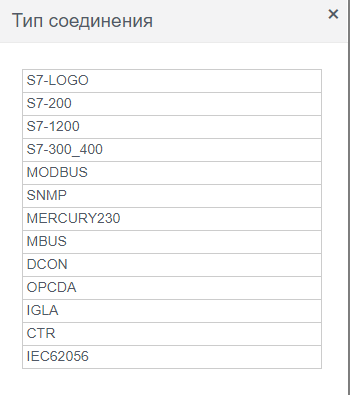 Тип соединения
S7-LOGO
S7-200
S7-1200
S7-300_400
MODBUS
SNMP
MERCURY230
MBUS
DCON
OPCDA
IGLA
CTR
IEC62056